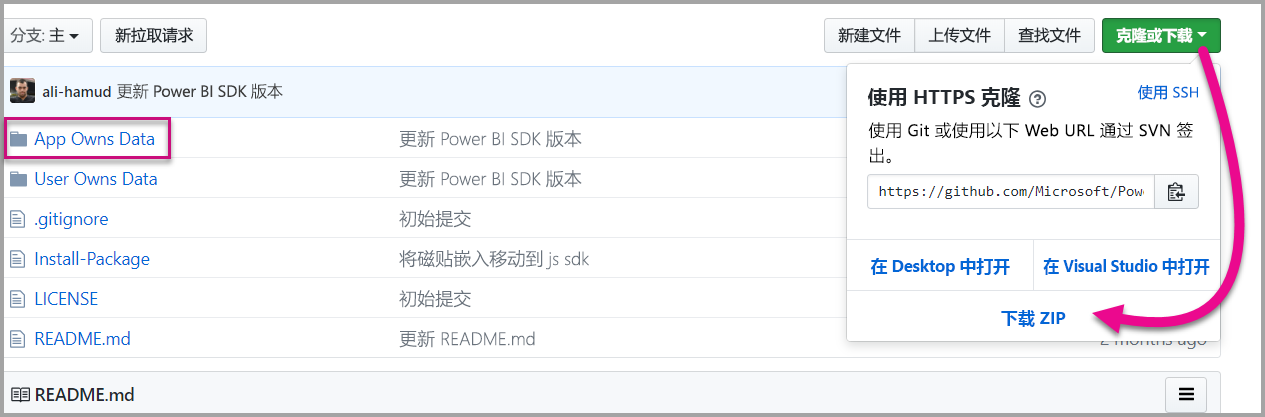 分支: 主
新拉取请求
新建文件
上传文件
查找文件
克隆或下载
ali-hamud 更新 Power BI SDK 版本
App Owns Data
更新 Power BI SDK 版本
User Owns Data
更新 Power BI SDK 版本
.gitignore
初始提交
Install-Package
将磁贴嵌入移动到 js sdk
LICENSE
初始提交
README.md
更新 README.md
2 months ago
使用 HTTPS 克隆 ?
使用 SSH
使用 Git 或使用以下 Web URL 通过 SVN 签
出。
https://github.com/Microsoft/Pow
在 Desktop 中打开
在 Visual Studio 中打开
下载 ZIP
README.md